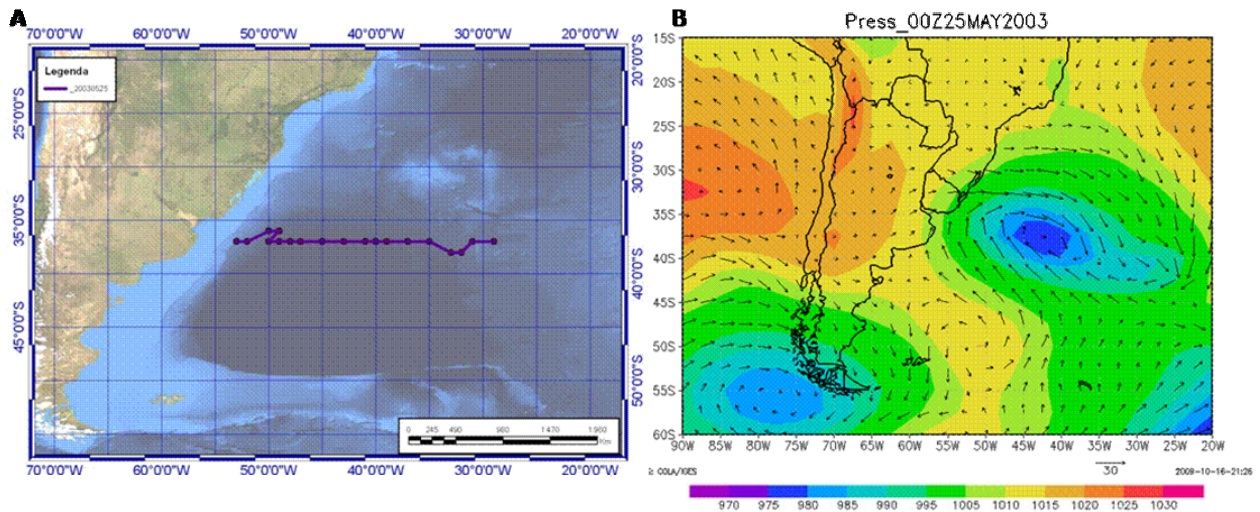 A
70°0'0"W 60°0'0"W 50°0'0"W 40°0'0"W 30°0'0"W 20°0'0"W
Legenda
_20030525
25°0'0"S
30°0'0"S
35°0'0"S
40°0'0"S
45°0'0"S
20°0'0"S
25°0'0"S
30°0'0"S
35°0'0"S
40°0'0"S
45°0'0"S
50°0'0"S
0 245 490 980 1.470 1.960
Km
70°0'0"W 60°0'0"W 50°0'0"W 40°0'0"W 30°0'0"W 20°0'0"W
B
Press_00Z25MAY2003
15S
20S
25S
30S
35S
40S
45S
50S
55S
60S
90W 85W 80W 75W 70W 65W 60W 55W 50W 45W 40W 35W 30W 25W 20W
COLA/IGES
30
2009-10-16-21:26
970 975 980 985 990 995 1005 1010 1015 1020 1025 1030